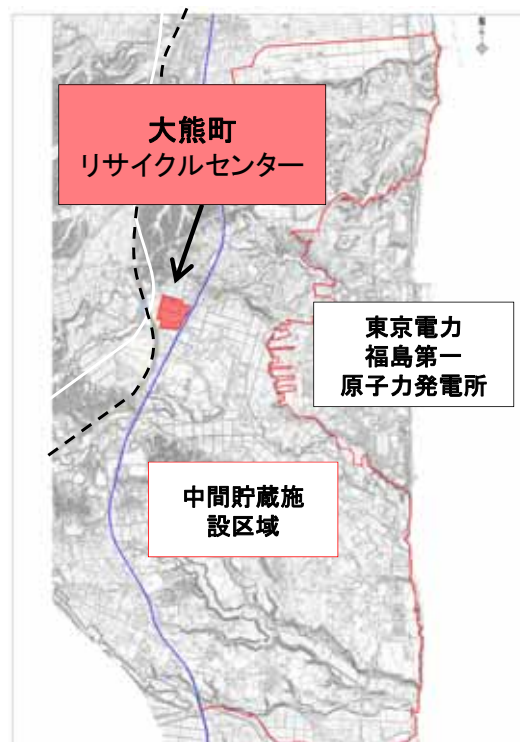 大熊町
リサイクルセンター
東京電力
福島第一
原子力発電所
中間貯蔵施
設区域